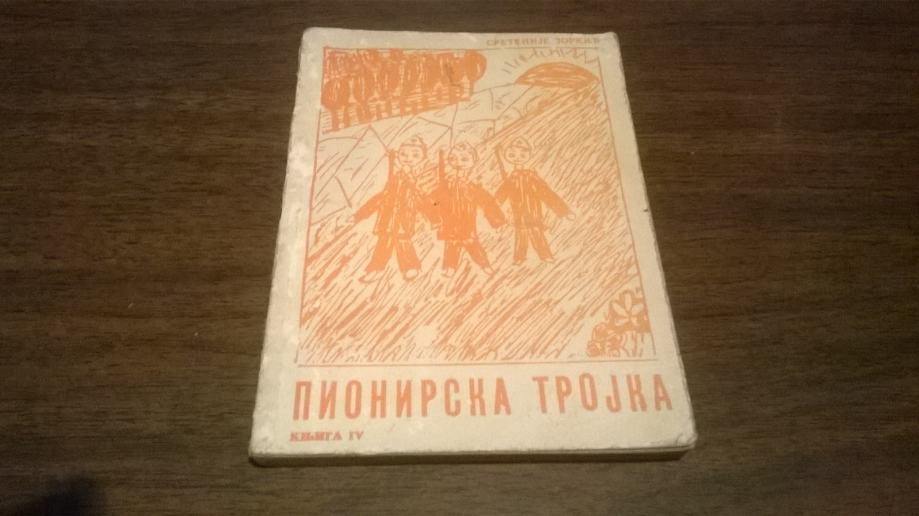 СРЕТЕНИЈЕ ЗОРКИЋ
ПИОНИРСКА ТРОЈКА
КЊИГА IV